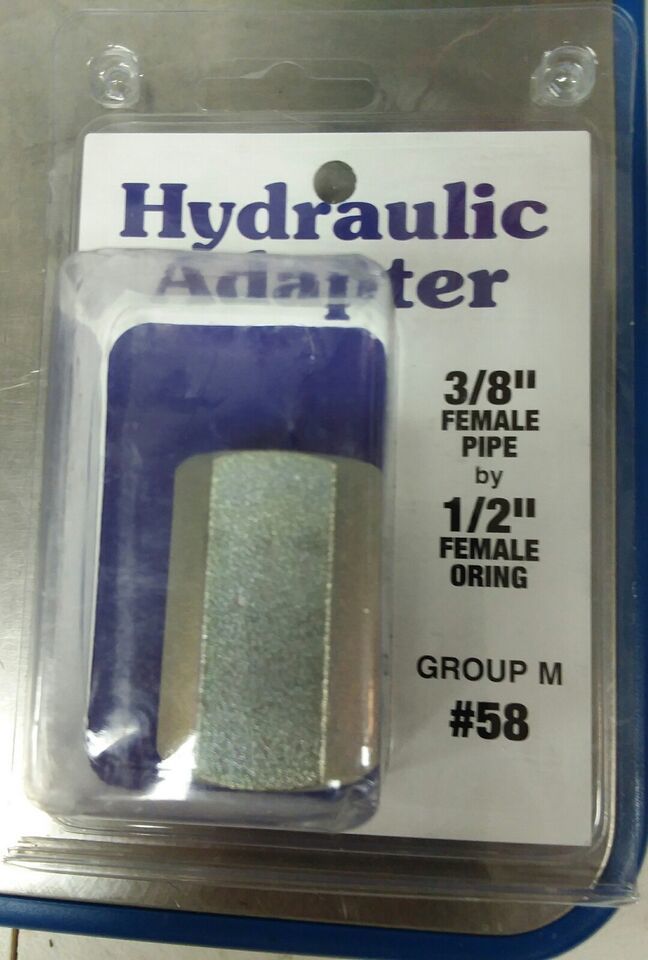 Hydraulic
Adapter
3/8"
FEMALE
PIPE
by
1/2"
FEMALE
ORING
GROUP M
#58